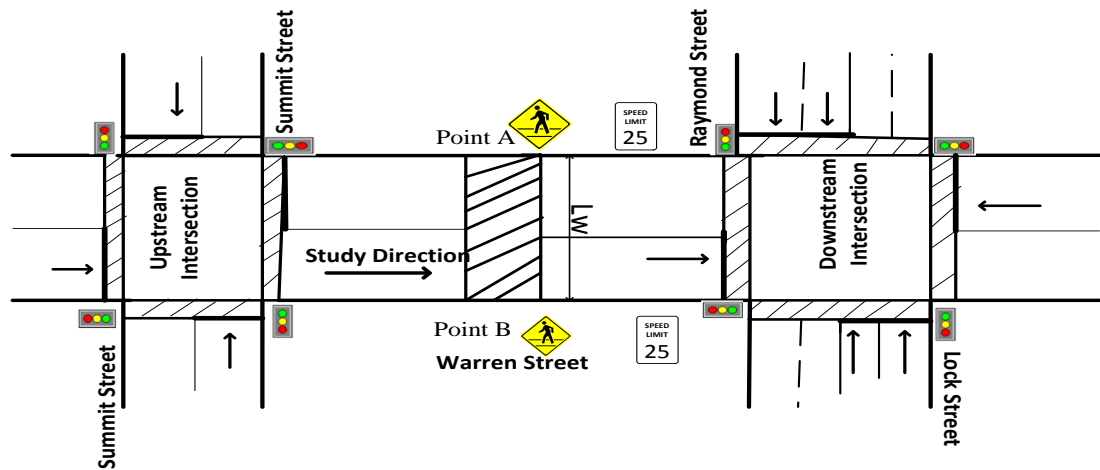 Summit Street
Raymond Street
Point A
SPEED
LIMIT
25
Upstream
Intersection
Study Direction
LW
Downstream
Intersection
Point B
Warren Street
SPEED
LIMIT
25
Summit Street
Lock Street